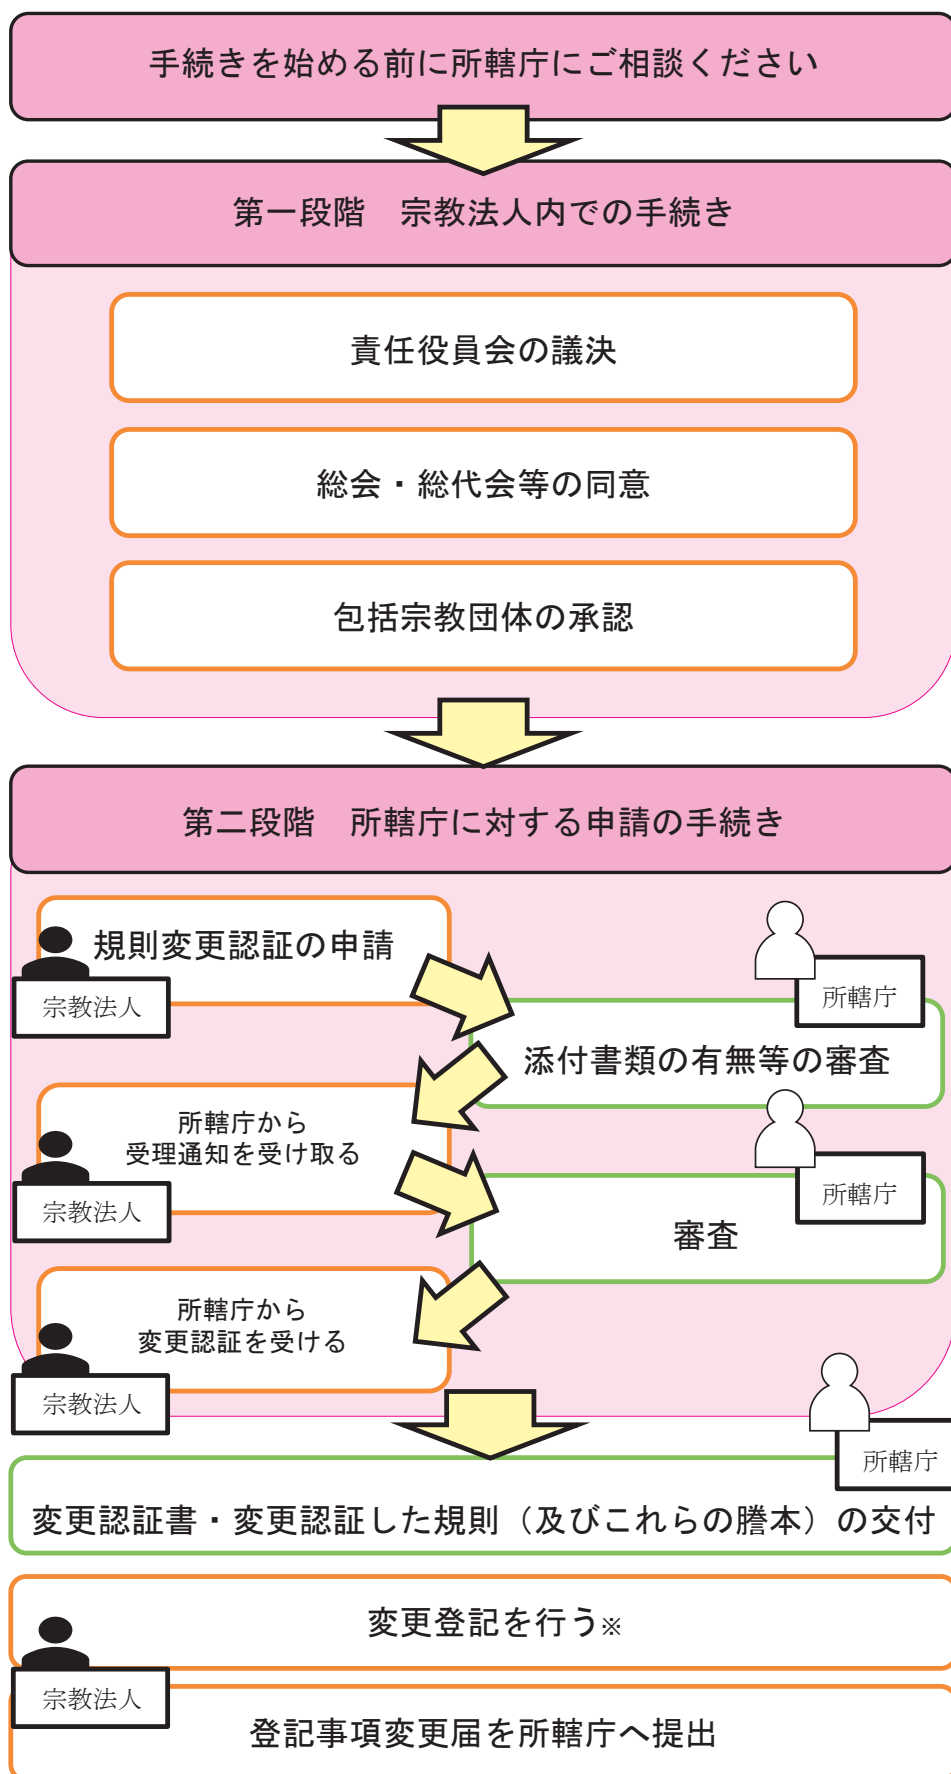 手続きを始める前に所轄庁にご相談ください
第一段階　宗教法人内での手続き
責任役員会の議決
総会・総代会等の同意
包括宗教団体の承認
第二段階　所轄庁に対する申請の手続き
規則変更認証の申請
宗教法人
所轄庁
添付書類の有無等の審査
所轄庁から
受理通知を受け取る
宗教法人
所轄庁
審査
所轄庁から
変更認証を受ける
宗教法人
所轄庁
変更認証書・変更認証した規則（及びこれらの謄本）の交付
変更登記を行う※
宗教法人
登記事項変更届を所轄庁へ提出